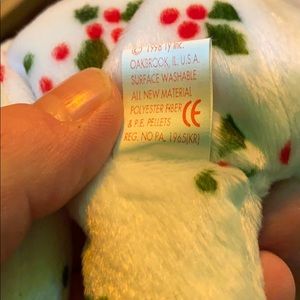 © 1998 Ty Inc.
OAKBROOK, IL U.S.A.
SURFACE WASHABLE
ALL NEW MATERIAL
POLYESTER FIBER
& P.E. PELLETS CE
REG. NO PA. 1965(KR)